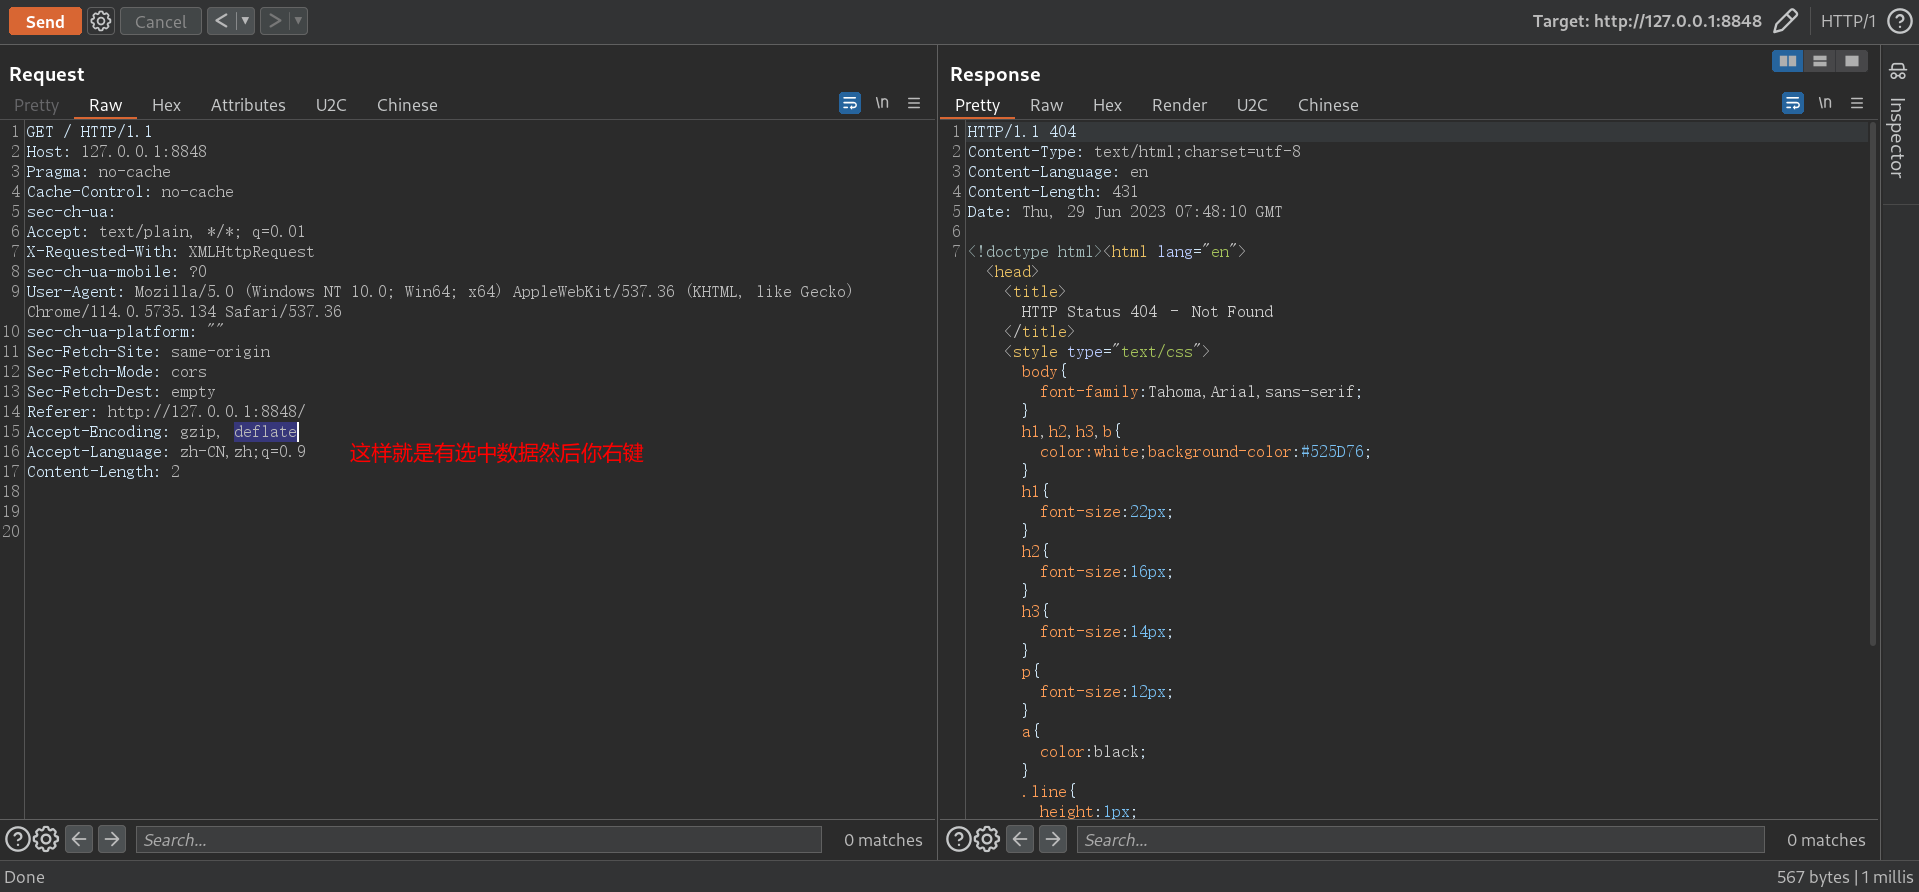 Send
Cancel
Target: http://127.0.0.1:8848
HTTP/1
Request
Pretty Raw Hex Attributes U2C Chinese
\n
1 GET / HTTP/1.1
2 Host: 127.0.0.1:8848
3 Pragma: no-cache
4 Cache-Control: no-cache
5 sec-ch-ua:
6 Accept: text/plain, */*; q=0.01
7 X-Requested-With: XMLHttpRequest
8 sec-ch-ua-mobile: ?0
9 User-Agent: Mozilla/5.0 (Windows NT 10.0; Win64; x64) AppleWebKit/537.36 (KHTML, like Gecko)
Chrome/114.0.5735.134 Safari/537.36
10 sec-ch-ua-platform: ""
11 Sec-Fetch-Site: same-origin
12 Sec-Fetch-Mode: cors
13 Sec-Fetch-Dest: empty
14 Referer: http://127.0.0.1:8848/
15 Accept-Encoding: gzip, deflate
16 Accept-Language: zh-CN,zh;q=0.9
这样就是有选中数据然后你右键
17 Content-Length: 2
18
19
20
Search...
0 matches
Response
Pretty Raw Hex Render U2C Chinese
\n
1 HTTP/1.1 404
2 Content-Type: text/html;charset=utf-8
3 Content-Language: en
4 Content-Length: 431
5 Date: Thu, 29 Jun 2023 07:48:10 GMT
6
7 <!doctype html><html lang="en">
<head>
<title>
HTTP Status 404 – Not Found
</title>
<style type="text/css">
body{
font-family:Tahoma,Arial,sans-serif;
}
h1,h2,h3,b{
color:white;background-color:#525D76;
}
h1{
font-size:22px;
}
h2{
font-size:16px;
}
h3{
font-size:14px;
}
p{
font-size:12px;
}
a{
color:black;
}
.line{
height:1px;
Search...
0 matches
Inspector
Done
567 bytes | 1 millis